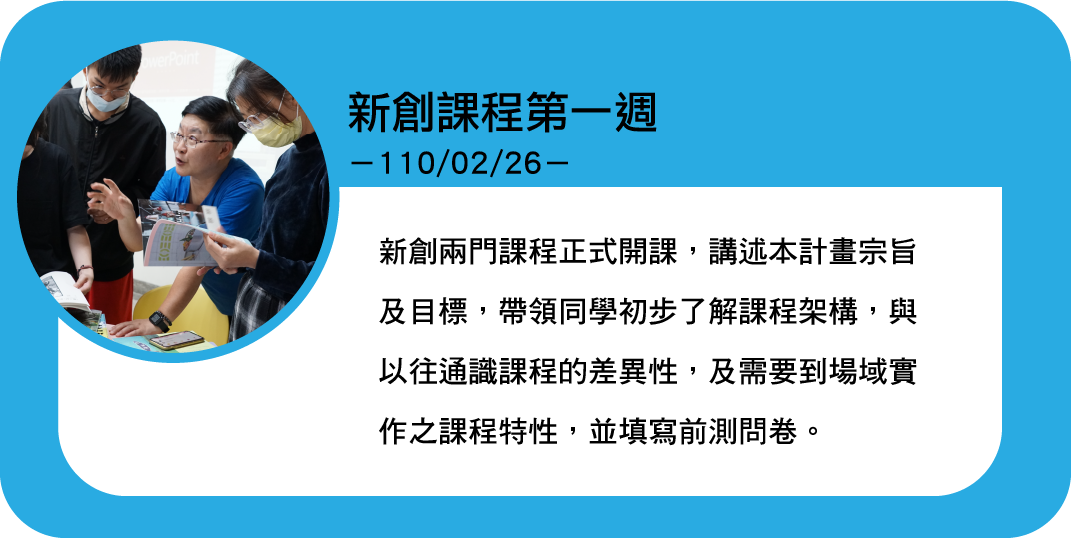 PowerPoint
新創課程第一週
－110/02/26－
新創兩門課程正式開課，講述本計畫宗旨
及目標，帶領同學初步了解課程架構，與
以往通識課程的差異性，及需要到場域實
作之課程特性，並填寫前測問卷。